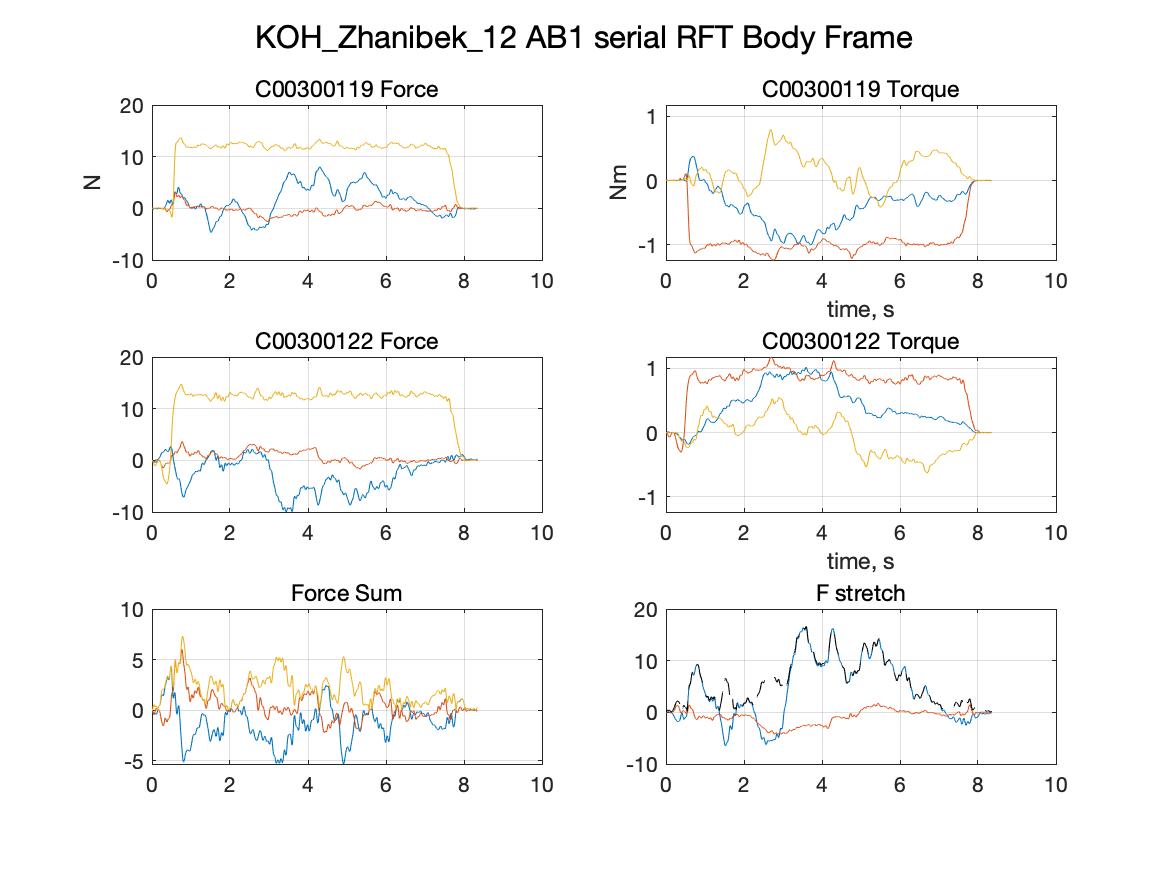 KOH_Zhanibek_12 AB1 serial RFT Body Frame
C00300119 Force
20
10
0
-10
N
0 2 4 6 8 10
C00300119 Torque
1
0
-1
Nm
0 2 4 6 8 10
time, s
C00300122 Force
20
10
0
-10
0 2 4 6 8 10
C00300122 Torque
1
0
-1
0 2 4 6 8 10
time, s
Force Sum
10
5
0
-5
0 2 4 6 8 10
F stretch
20
10
0
-10
0 2 4 6 8 10